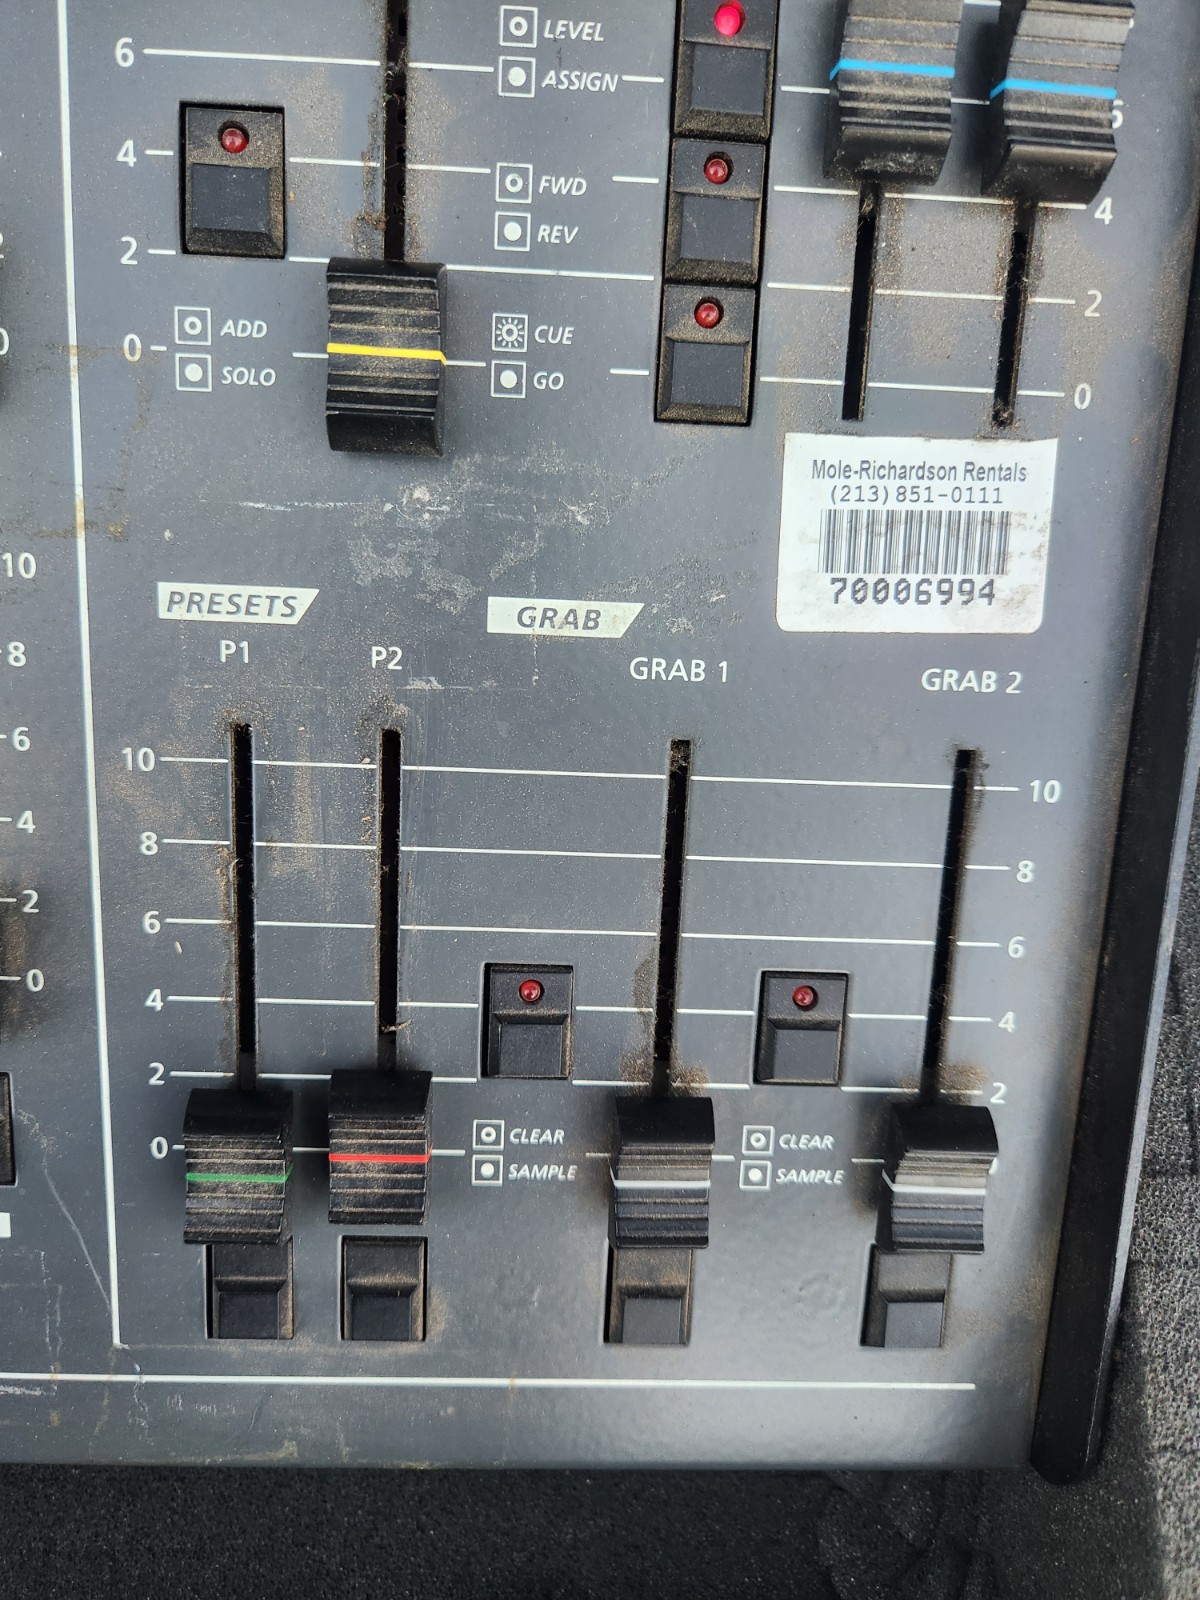 LEVEL
6
ASSIGN
6
4
FWD
4
REV
2
2
ADD
0
CUE
SOLO
GO
0
Mole-Richardson Rentals
(213)851-0111
70006994
10
8
6
4
2
0
PRESETS
GRAB
P1
P2
GRAB 1
GRAB 2
10
10
8
8
6
6
4
4
2
2
0
CLEAR
CLEAR
SAMPLE
SAMPLE